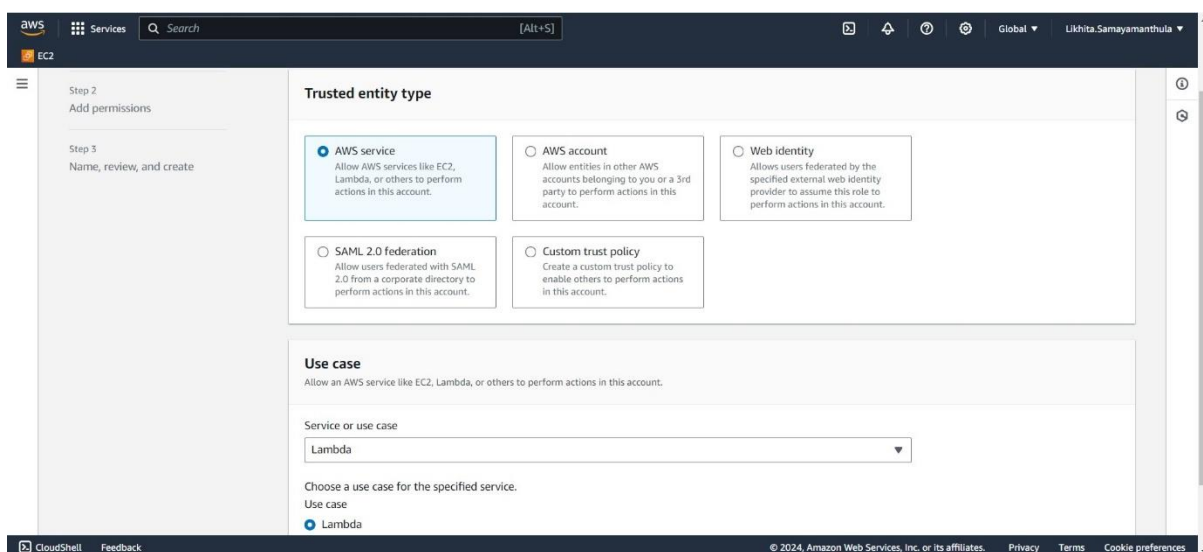 aws
Services
Search
[Alt+S]
Global
Likhita.Samayamanthula
EC2
Step 2
Add permissions
Step 3
Name, review, and create
Trusted entity type
AWS service
Allow AWS services like EC2,
Lambda, or others to perform
actions in this account.
AWS account
Allow entities in other AWS
accounts belonging to you or a 3rd
party to perform actions in this
account.
Web identity
Allows users federated by the
specified external web identity
provider to assume this role to
perform actions in this account.
SAML 2.0 federation
Allow users federated with SAML
2.0 from a corporate directory to
perform actions in this account.
Custom trust policy
Create a custom trust policy to
enable others to perform actions
in this account.
Use case
Allow an AWS service like EC2, Lambda, or others to perform actions in this account.
Service or use case
Lambda
Choose a use case for the specified service.
Use case
Lambda
CloudShell
Feedback
© 2024, Amazon Web Services, Inc. or its affiliates.
Privacy
Terms
Cookie preferences